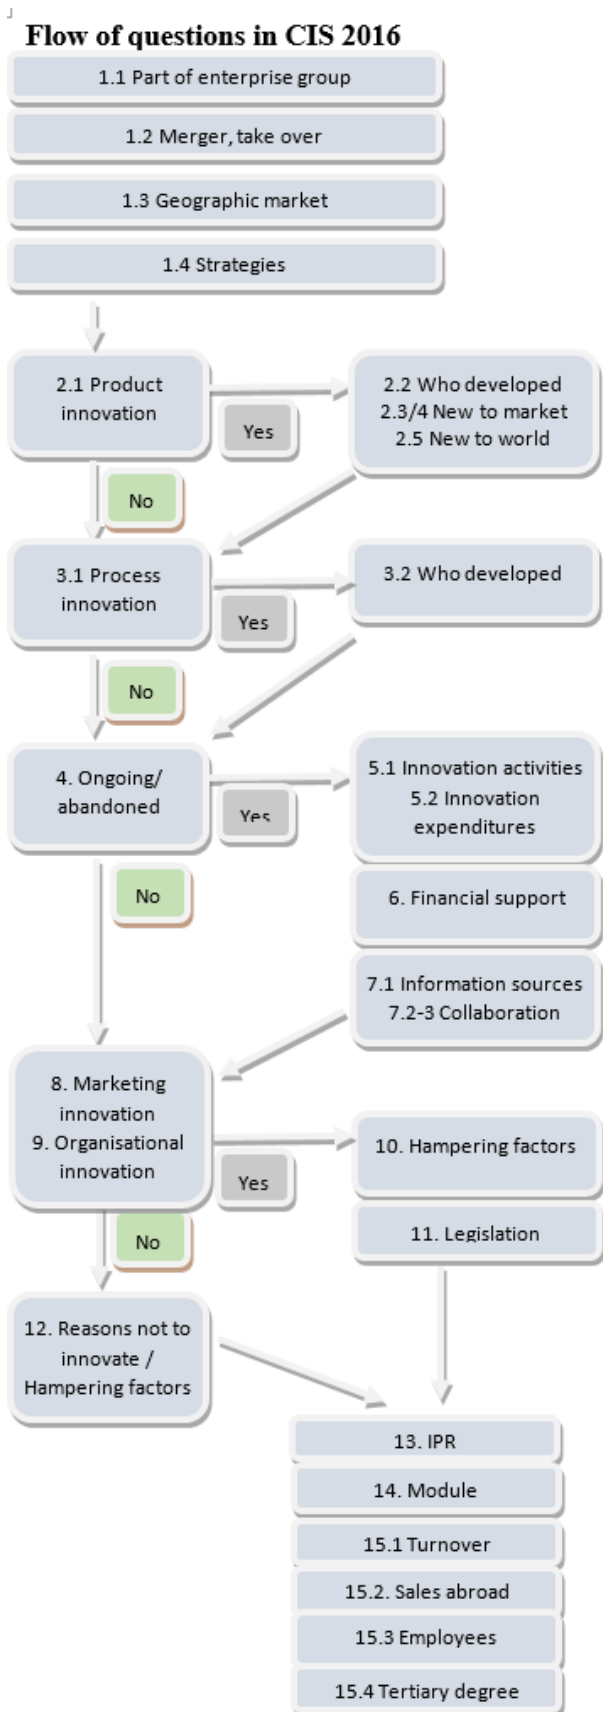 Flow of questions in CIS 2016
1.1 Part of enterprise group
1.2 Merger, take over
1.3 Geographic market
1.4 Strategies
2.1 Product
innovation
Yes
2.2 Who developed
2.3/4 New to market
2.5 New to world
No
3.1 Process
innovation
Yes
3.2 Who developed
No
4. Ongoing/
abandoned
Yes
5.1 Innovation activities
5.2 Innovation
expenditures
No
6. Financial support
7.1 Information sources
7.2-3 Collaboration
8. Marketing
innovation
9. Organisational
innovation
Yes
10. Hampering factors
No
11. Legislation
12. Reasons not to
innovate /
Hampering factors
13. IPR
14. Module
15.1 Turnover
15.2. Sales abroad
15.3 Employees
15.4 Tertiary degree